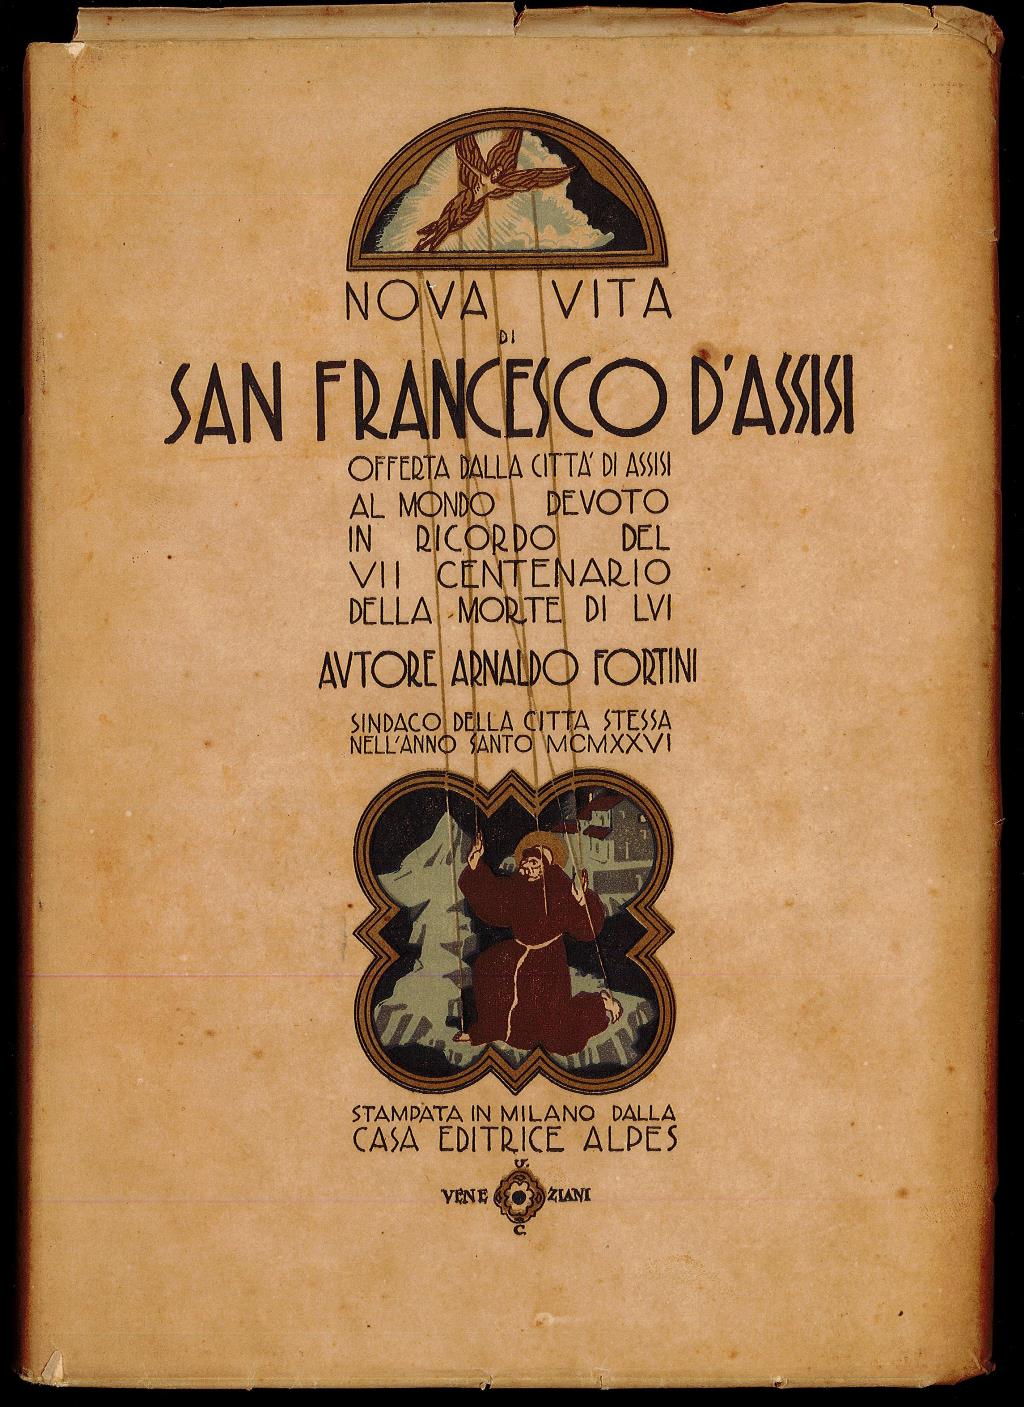 NOVA VITA
DI
SAN FRANCESCO D'ASSISI
OFFERTA DALLA CITTA' DI ASSISI
AL MONDO DEVOTO
IN RICORDO DEL
VII CENTENARIO
DELLA MORTE DI LVI
AVTORE ARNALDO FORTINI
SINDACO DELLA CITTA STESSA
NELL'ANNO SANTO MCMXXVI
STAMPATA IN MILANO DALLA
CASA EDITRICE ALPES
G.
VENEZIANI
C.